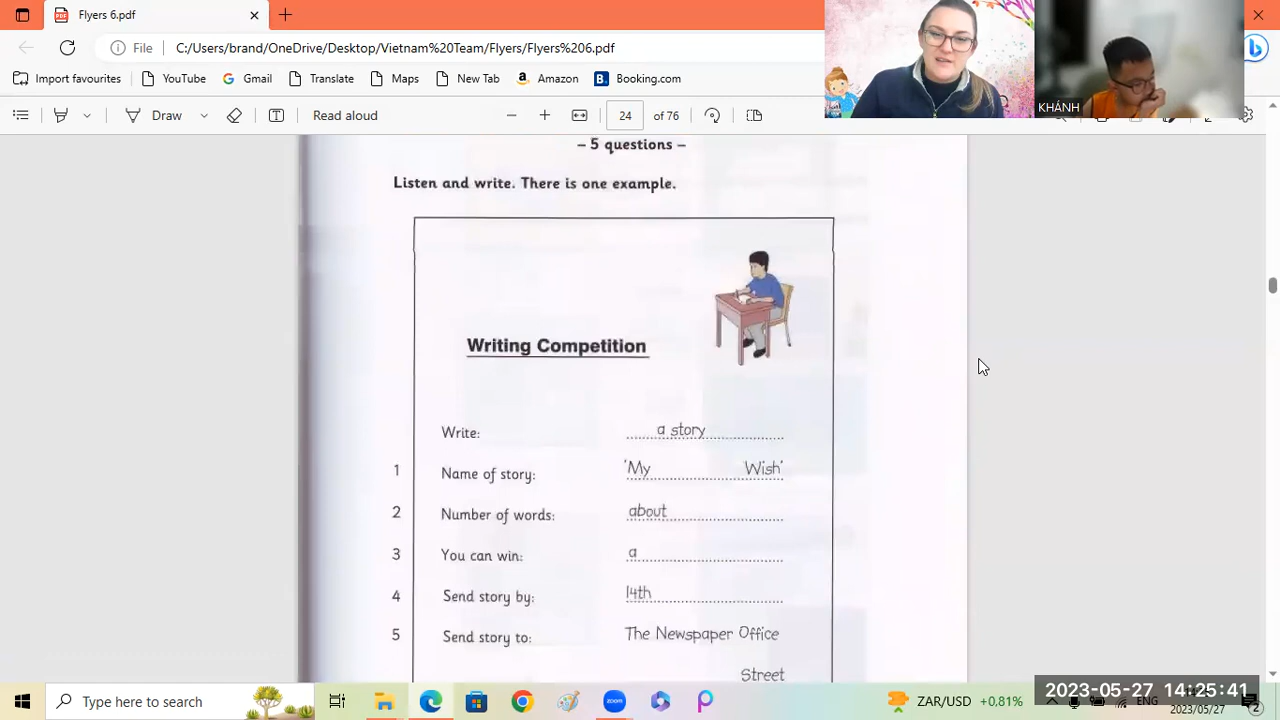 Flyers 6.pdf
File
C:/Users/brand/OneDrive/Desktop/Vietnam%20Team/Flyers/Flyers%206.pdf
Import favourites
YouTube
Gmail
Translate
Maps
New Tab
Amazon
B.
Booking.com
KHÁNH
Draw
Read aloud
24
of 76
– 5 questions –
Listen and write. There is one example.
Writing Competition
Write: a story
1 Name of story: 'My Wish'
2 Number of words: about
3 You can win: a
4 Send story by: 14th
5 Send story to: The Newspaper Office
Street
Type here to search
zoom
ZAR/USD +0,81%
ENG
2023-05-27 14:25:41
2023/05/27